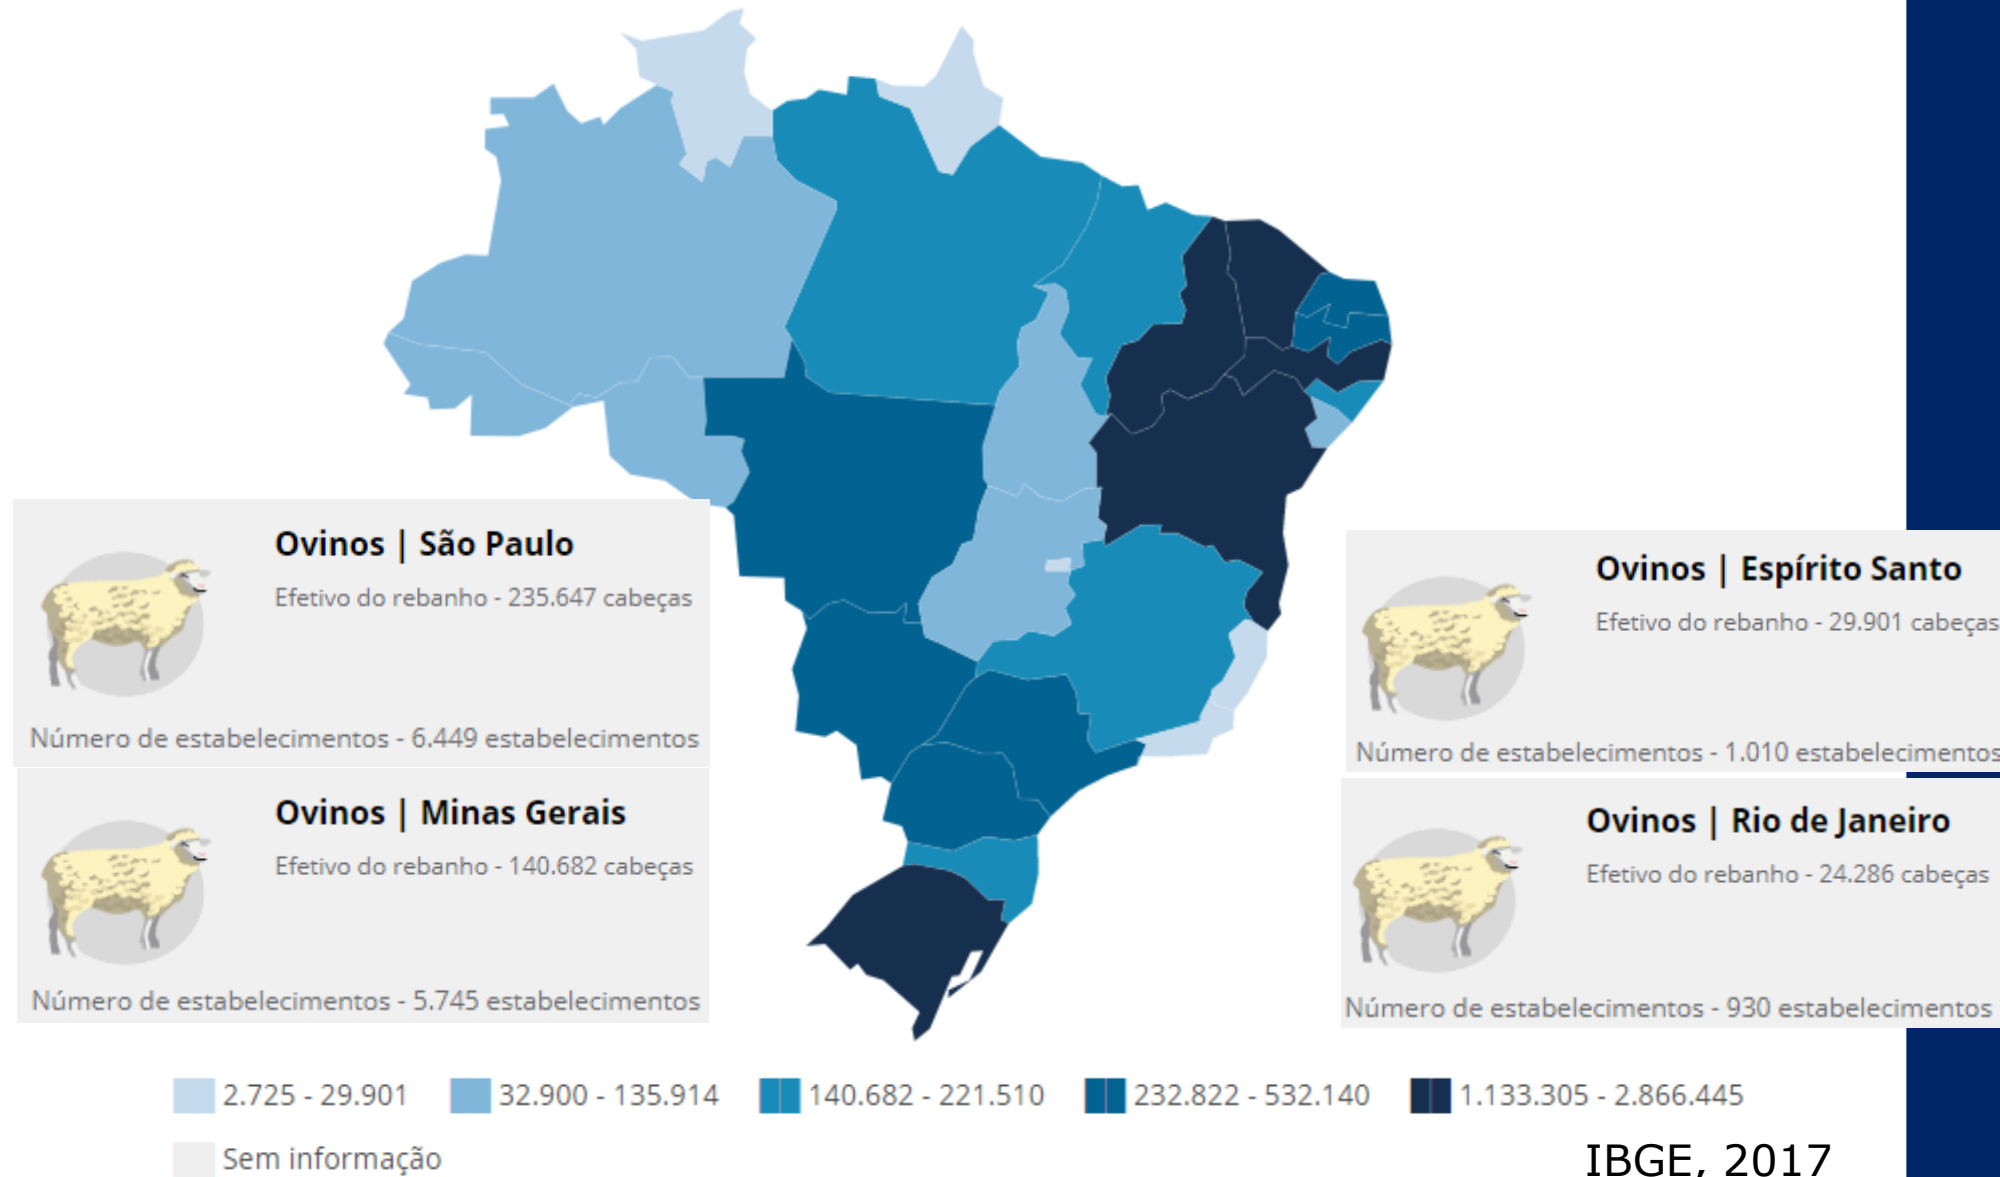 Ovinos | São Paulo
Efetivo do rebanho - 235.647 cabeças
Número de estabelecimentos - 6.449 estabelecimentos
Ovinos | Minas Gerais
Efetivo do rebanho - 140.682 cabeças
Número de estabelecimentos - 5.745 estabelecimentos
Ovinos | Espírito Santo
Efetivo do rebanho - 29.901 cabeças
Número de estabelecimentos - 1.010 estabelecimentos
Ovinos | Rio de Janeiro
Efetivo do rebanho - 24.286 cabeças
Número de estabelecimentos - 930 estabelecimentos
2.725 - 29.901 32.900 - 135.914 140.682 - 221.510 232.822 - 532.140 1.133.305 - 2.866.445
Sem informação
IBGE, 2017